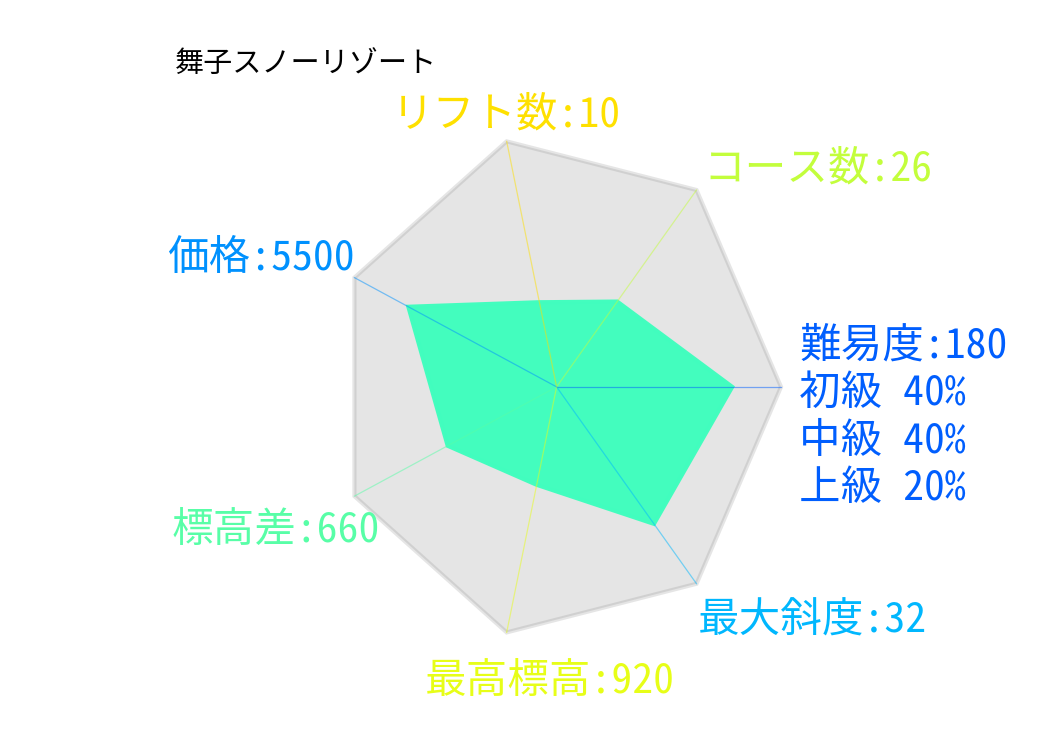 舞子スノーリゾート
リフト数:10
コース数:26
価格:5500
難易度:180
初級 40%
中級 40%
上級 20%
標高差:660
最大斜度:32
最高標高:920